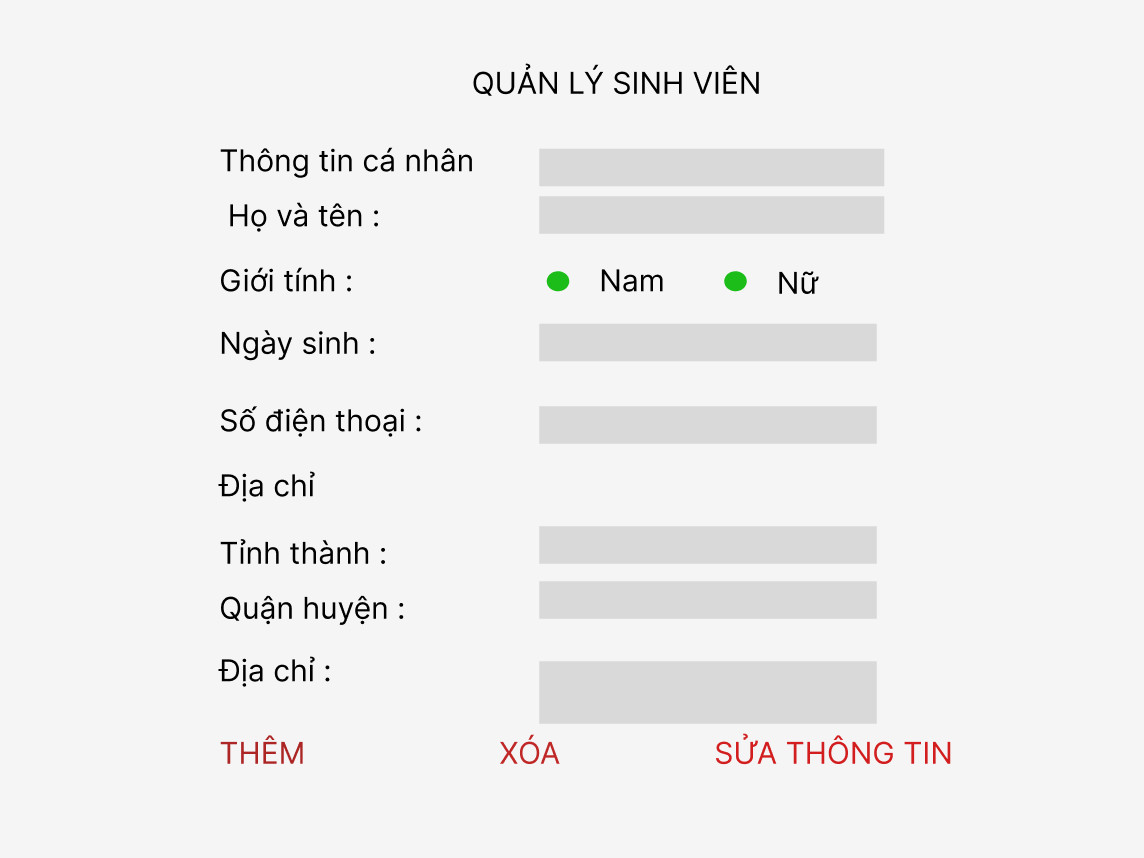 QUẢN LÝ SINH VIÊN
Thông tin cá nhân
Họ và tên :
Giới tính : Nam Nữ
Ngày sinh :
Số điện thoại :
Địa chỉ
Tỉnh thành :
Quận huyện :
Địa chỉ :
THÊM XÓA SỬA THÔNG TIN